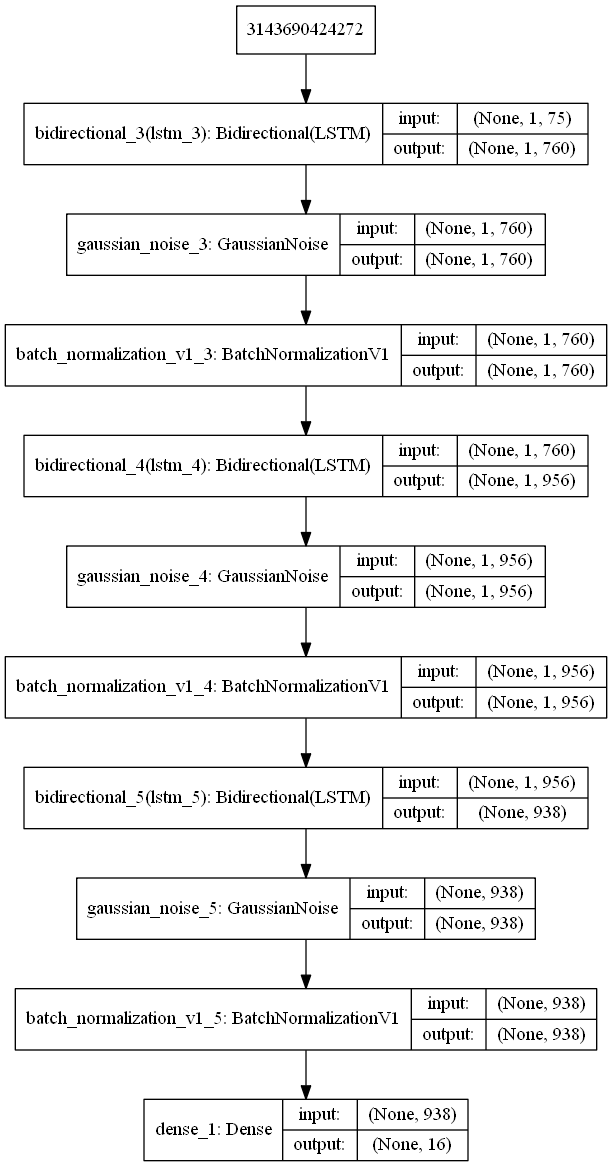 3143690424272
bidirectional_3(lstm_3): Bidirectional(LSTM)
input: (None, 1, 75)
output: (None, 1, 760)
gaussian_noise_3: GaussianNoise
input: (None, 1, 760)
output: (None, 1, 760)
batch_normalization_v1_3: BatchNormalizationV1
input: (None, 1, 760)
output: (None, 1, 760)
bidirectional_4(lstm_4): Bidirectional(LSTM)
input: (None, 1, 760)
output: (None, 1, 956)
gaussian_noise_4: GaussianNoise
input: (None, 1, 956)
output: (None, 1, 956)
batch_normalization_v1_4: BatchNormalizationV1
input: (None, 1, 956)
output: (None, 1, 956)
bidirectional_5(lstm_5): Bidirectional(LSTM)
input: (None, 1, 956)
output: (None, 938)
gaussian_noise_5: GaussianNoise
input: (None, 938)
output: (None, 938)
batch_normalization_v1_5: BatchNormalizationV1
input: (None, 938)
output: (None, 938)
dense_1: Dense
input: (None, 938)
output: (None, 16)